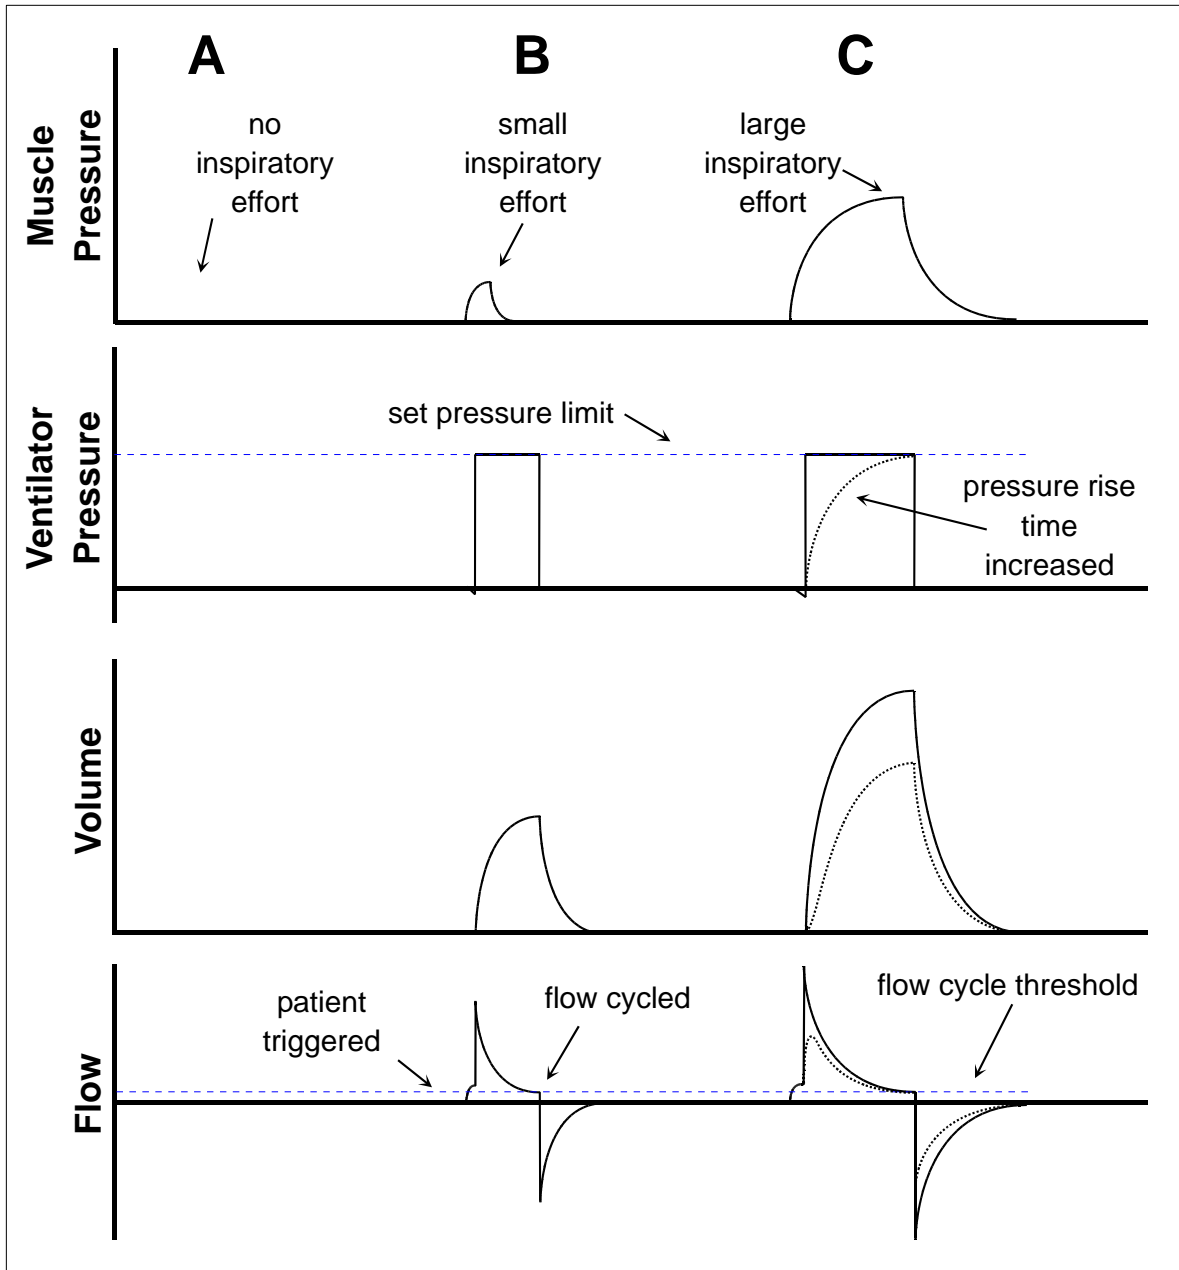 A
B
C
no
inspiratory
effort
small
inspiratory
effort
large
inspiratory
effort
Muscle
Pressure
set pressure limit
pressure rise
time
increased
Ventilator
Pressure
Volume
patient
triggered
flow cycled
flow cycle threshold
Flow